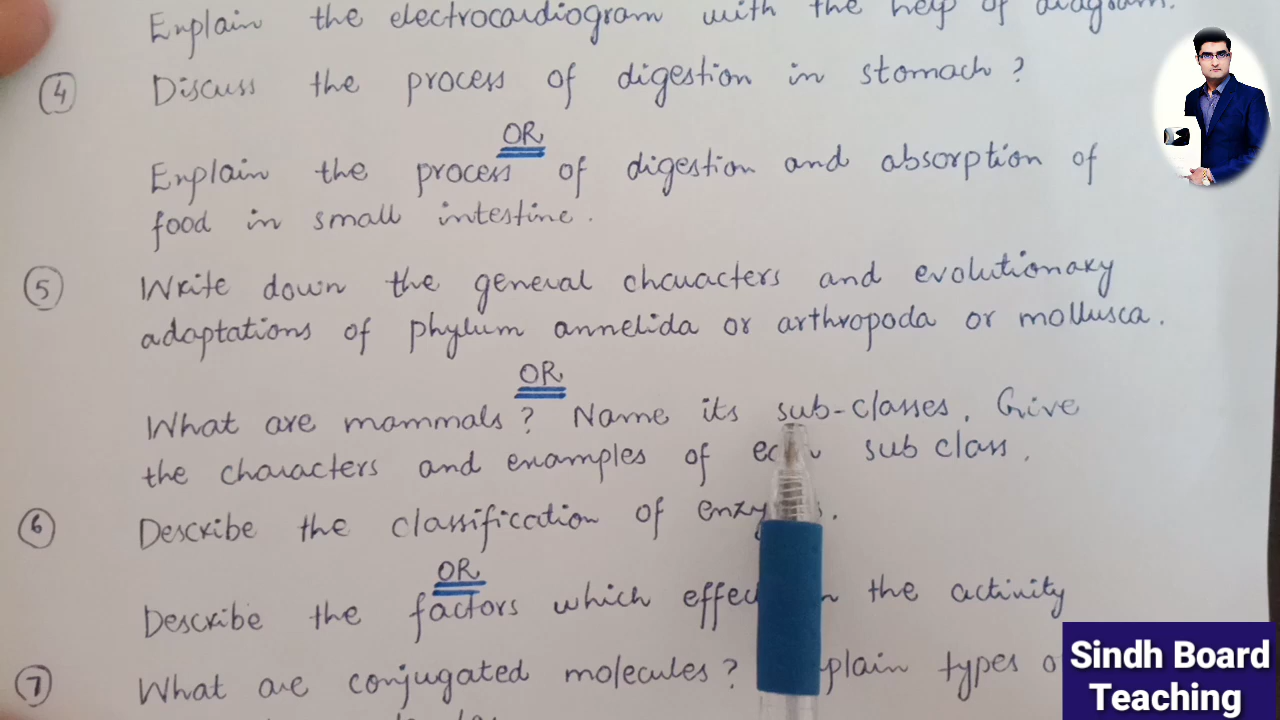 Explain the electrocardiogram with the help of diagram.
④ Discuss the process of digestion in stomach?
OR
Explain the process of digestion and absorption of
food in small intestine.
⑤ Write down the general characters and evolutionary
adaptations of phylum annelida or arthropoda or mollusca.
OR
What are mammals? Name its sub-classes. Give
the characters and examples of sub class.
⑥ Describe the classification of
OR
Describe the factors which the activity
⑦ What are conjugated molecules? types
Sindh Board
Teaching